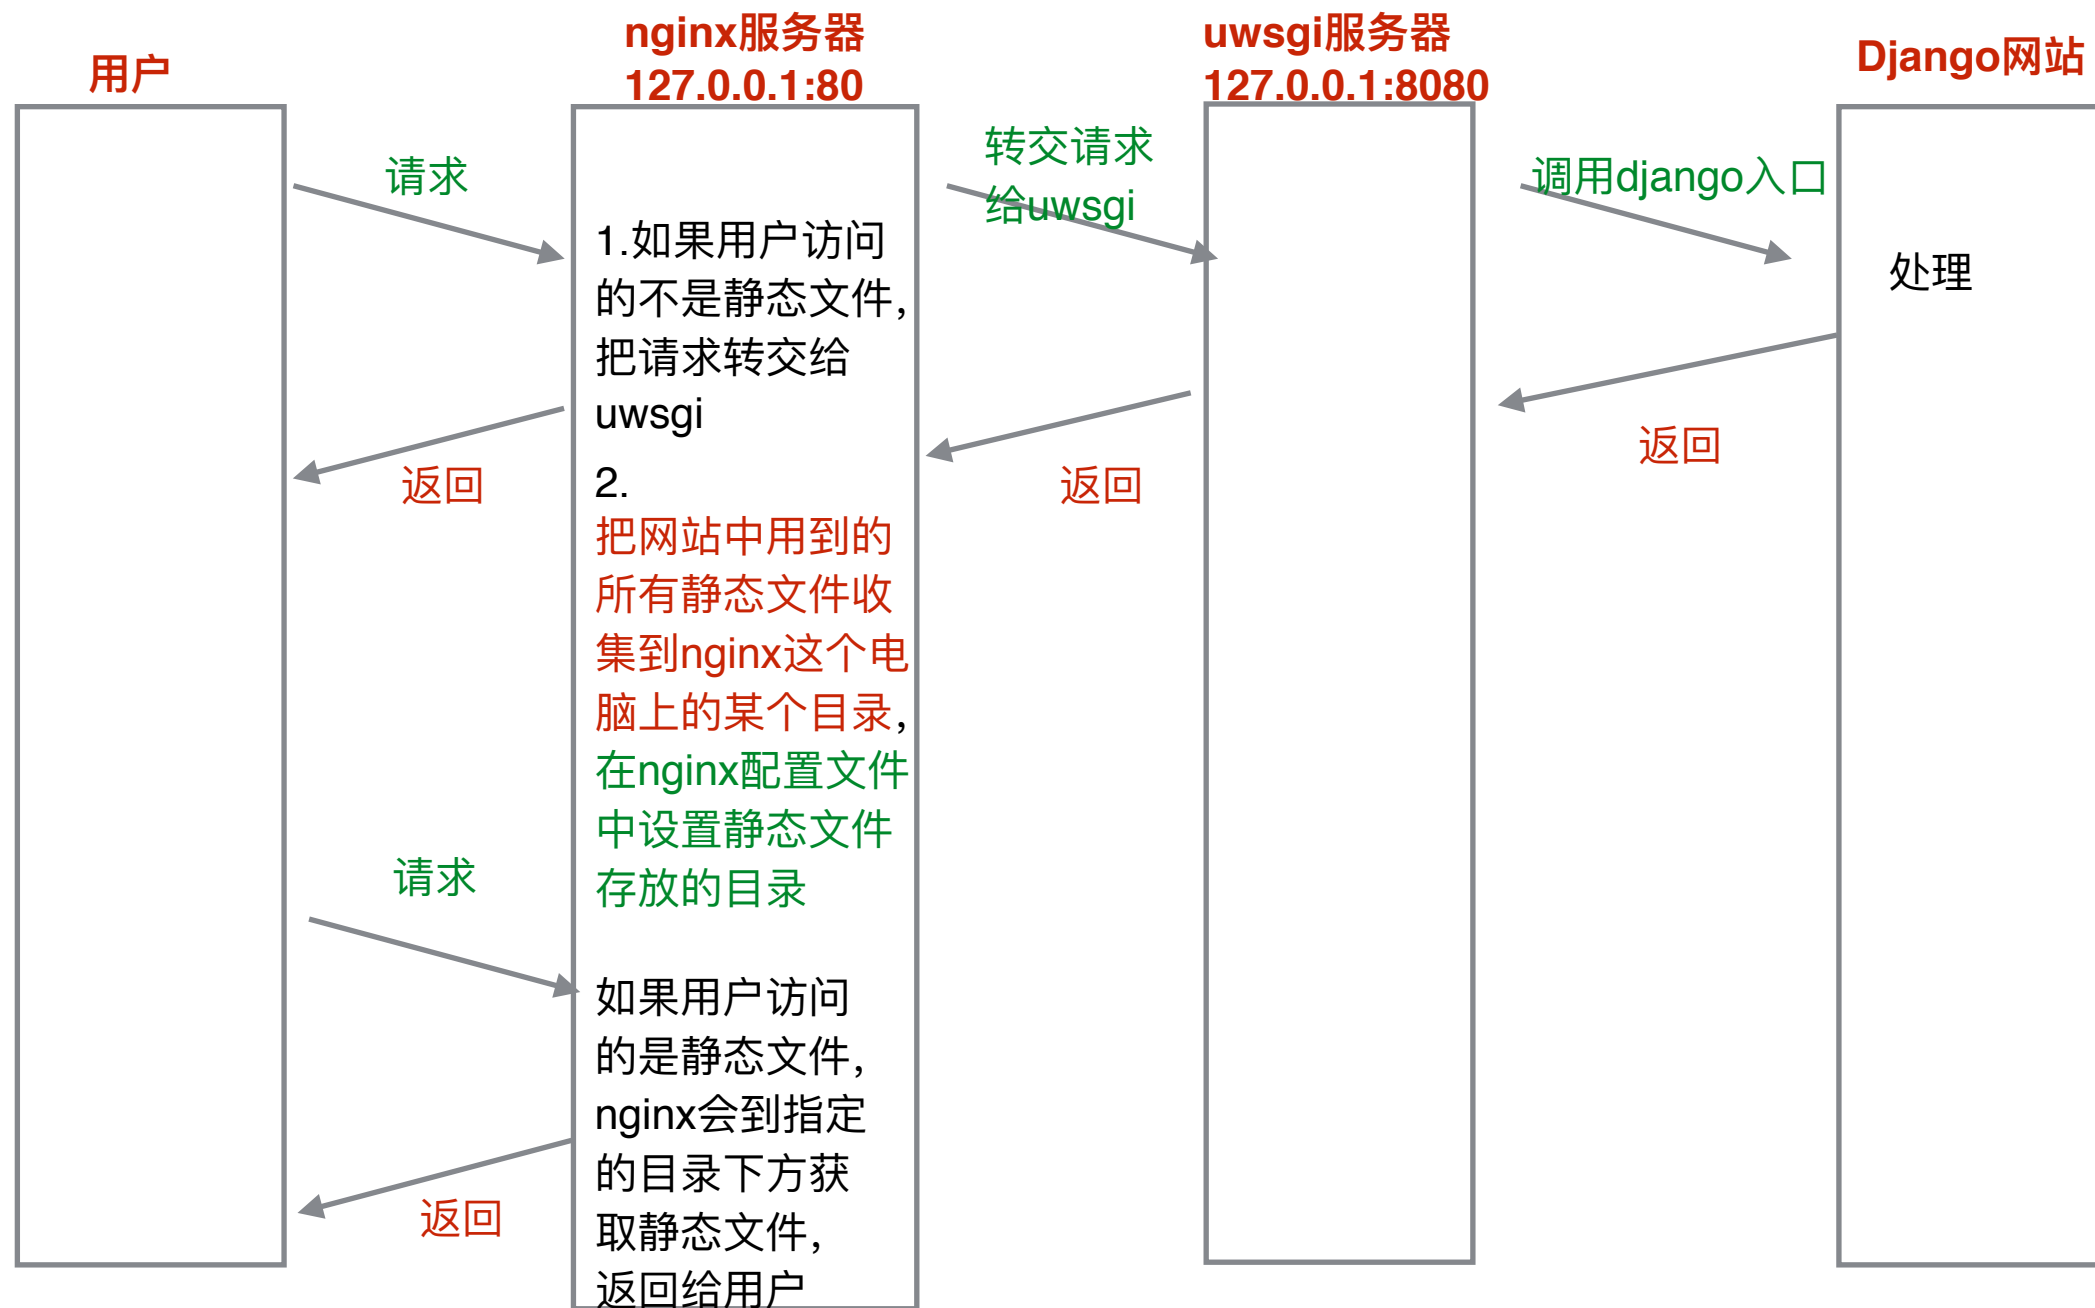 用户
nginx服务器
127.0.0.1:80
uwsgi服务器
127.0.0.1:8080
Django网站
请求
转交请求
给uwsgi
调用django入口
处理
1.如果用户访问
的不是静态文件，
把请求转交给
uwsgi
返回
返回
返回
2.
把网站中用到的
所有静态文件收
集到nginx这个电
脑上的某个目录，
在nginx配置文件
中设置静态文件
存放的目录
请求
如果用户访问
的是静态文件，
nginx会到指定
的目录下方获
取静态文件，
返回给用户
返回